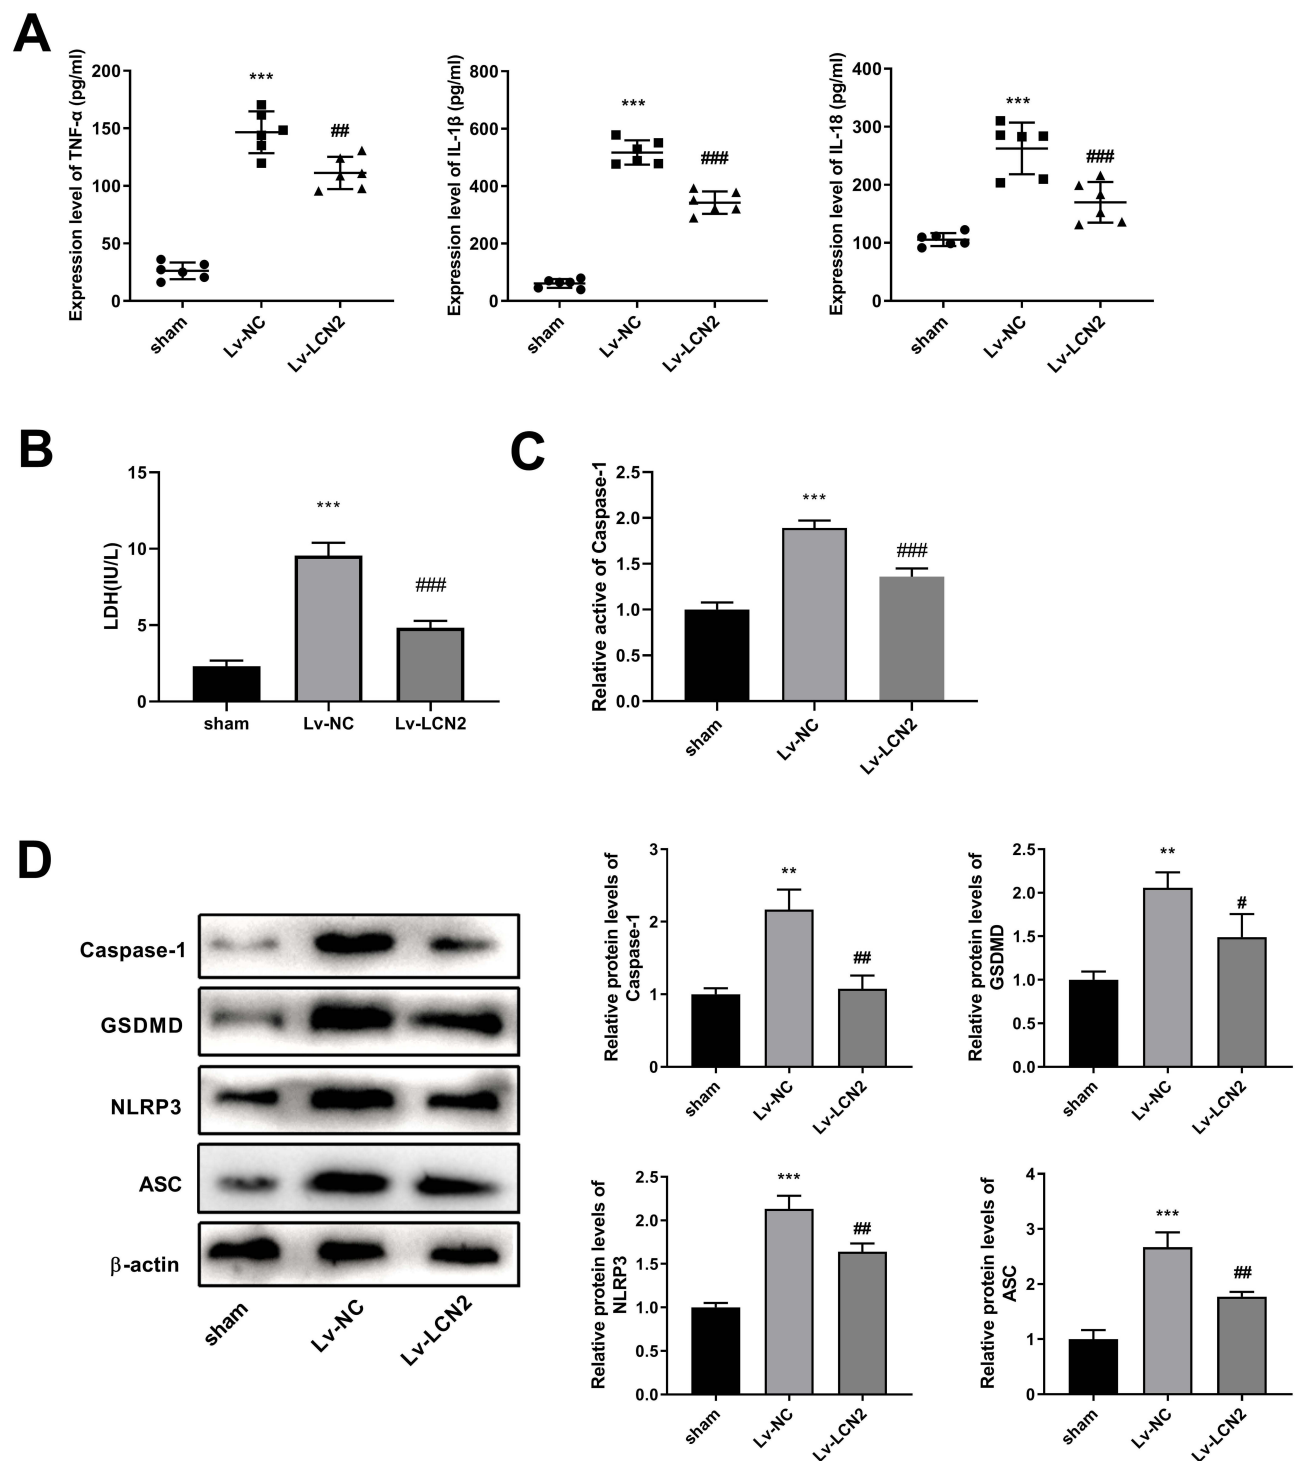 A
Expression level of TNF-α (pg/ml)
200
150
100
50
0
***
##
sham
Lv-NC
Lv-LCN2
Expression level of IL-1β (pg/ml)
800
600
400
200
0
***
###
sham
Lv-NC
Lv-LCN2
Expression level of IL-18 (pg/ml)
400
300
200
100
0
***
###
sham
Lv-NC
Lv-LCN2
B
LDH(IU/L)
15
10
5
0
***
###
sham
Lv-NC
Lv-LCN2
C
Relative active of Caspase-1
2.5
2.0
1.5
1.0
0.5
0.0
***
###
sham
Lv-NC
Lv-LCN2
D
Caspase-1
GSDMD
NLRP3
ASC
β-actin
sham
Lv-NC
Lv-LCN2
Relative protein levels of
Caspase-1
3
2
1
0
**
##
sham
Lv-NC
Lv-LCN2
Relative protein levels of
GSDMD
2.5
2.0
1.5
1.0
0.5
0.0
**
#
sham
Lv-NC
Lv-LCN2
Relative protein levels of
NLRP3
2.5
2.0
1.5
1.0
0.5
0.0
***
##
sham
Lv-NC
Lv-LCN2
Relative protein levels of
ASC
4
3
2
1
0
***
##
sham
Lv-NC
Lv-LCN2